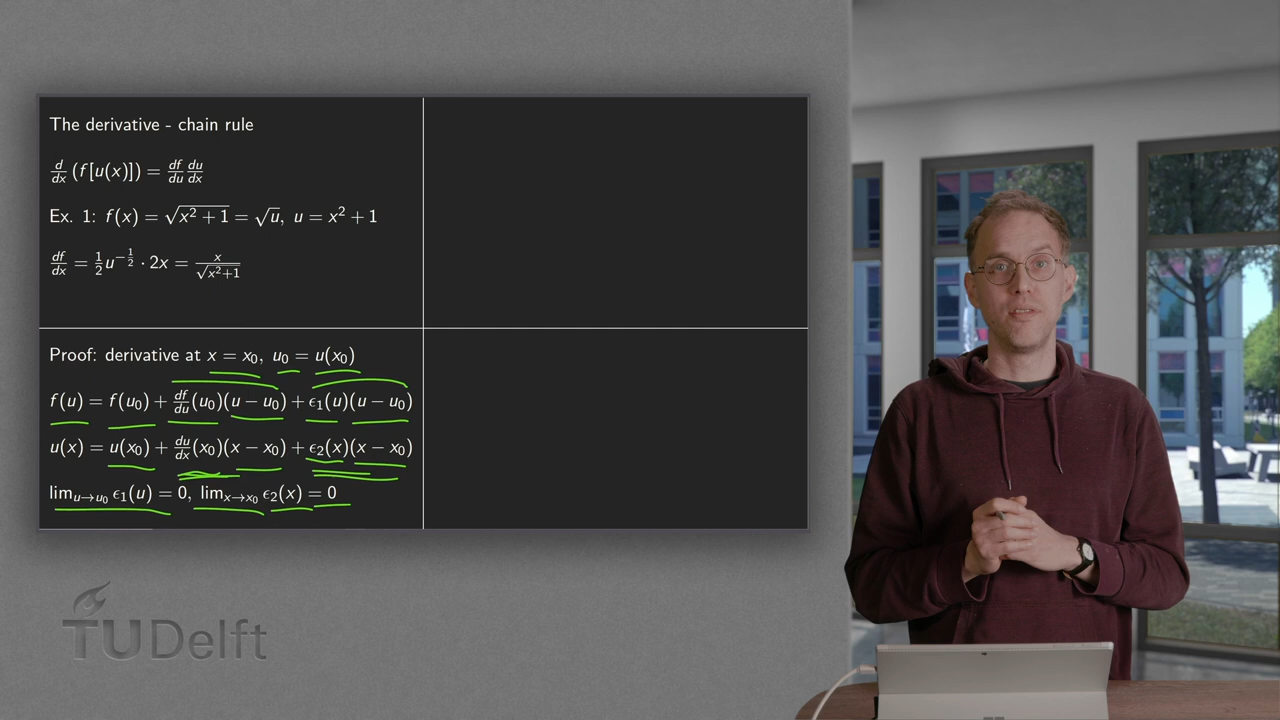 The derivative - chain rule
d/dx (f[u(x)]) = df/du du/dx
Ex. 1: f(x) = √(x² + 1) = √u, u = x² + 1
df/dx = 1/2 u^(−1/2) · 2x = x/√(x²+1)
Proof: derivative at x = x₀, u₀ = u(x₀)
f(u) = f(u₀) + df/du(u₀)(u − u₀) + ϵ₁(u)(u − u₀)
u(x) = u(x₀) + du/dx(x₀)(x − x₀) + ϵ₂(x)(x − x₀)
lim_{u→u₀} ϵ₁(u) = 0, lim_{x→x₀} ϵ₂(x) = 0
TUDelft